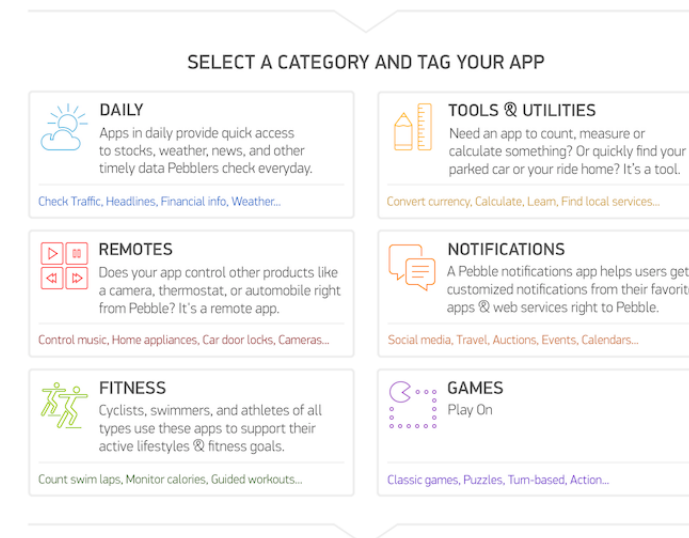 SELECT A CATEGORY AND TAG YOUR APP
DAILY
Apps in daily provide quick access
to stocks, weather, news, and other
timely data Pebblers check everyday.
Check Traffic, Headlines, Financial info, Weather...
TOOLS & UTILITIES
Need an app to count, measure or
calculate something? Or quickly find your
parked car or your ride home? It's a tool.
Convert currency, Calculate, Learn, Find local services...
REMOTES
Does your app control other products like
a camera, thermostat, or automobile right
from Pebble? It's a remote app.
Control music, Home appliances, Car door locks, Cameras...
NOTIFICATIONS
A Pebble notifications app helps users get
customized notifications from their favorit
apps & web services right to Pebble.
Social media, Travel, Auctions, Events, Calendars...
FITNESS
Cyclists, swimmers, and athletes of all
types use these apps to support their
active lifestyles & fitness goals.
Count swim laps, Monitor calories, Guided workouts...
GAMES
Play On
Classic games, Puzzles, Turn-based, Action...